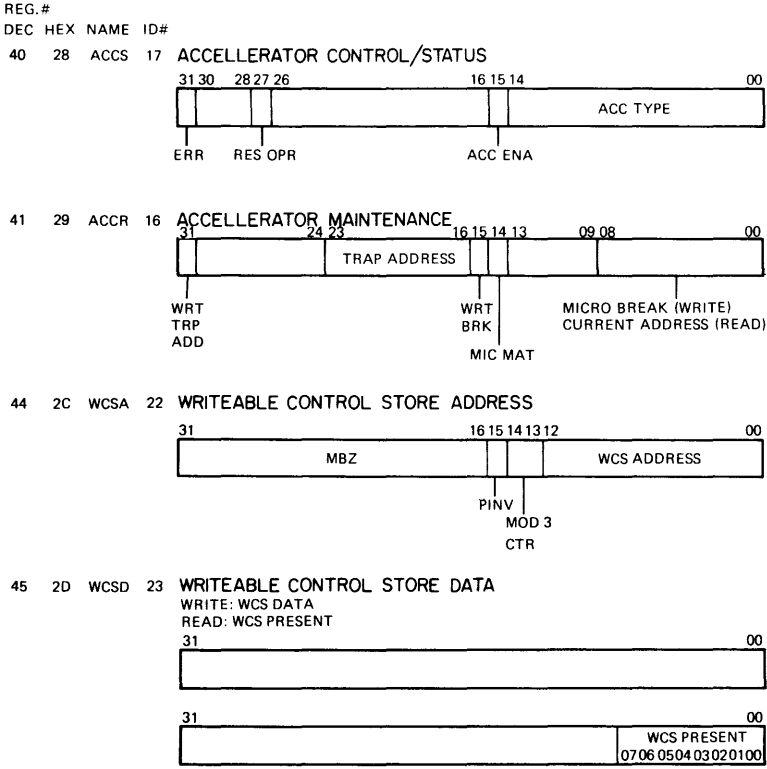 REG.#
DEC HEX NAME ID#
40 28 ACCS 17 ACCELLERATOR CONTROL/STATUS
31 30 28 27 26 16 15 14 00
ACC TYPE
ERR RES OPR ACC ENA
41 29 ACCR 16 ACCELLERATOR MAINTENANCE
31 24 23 16 15 14 13 09 08 00
TRAP ADDRESS
WRT WRT MICRO BREAK (WRITE)
TRP BRK CURRENT ADDRESS (READ)
ADD
MIC MAT
44 2C WCSA 22 WRITEABLE CONTROL STORE ADDRESS
31 16 15 14 13 12 00
MBZ WCS ADDRESS
PINV
MOD 3
CTR
45 2D WCSD 23 WRITEABLE CONTROL STORE DATA
WRITE: WCS DATA
READ: WCS PRESENT
31 00
31 00
WCS PRESENT
07 06 05 04 03 02 01 00